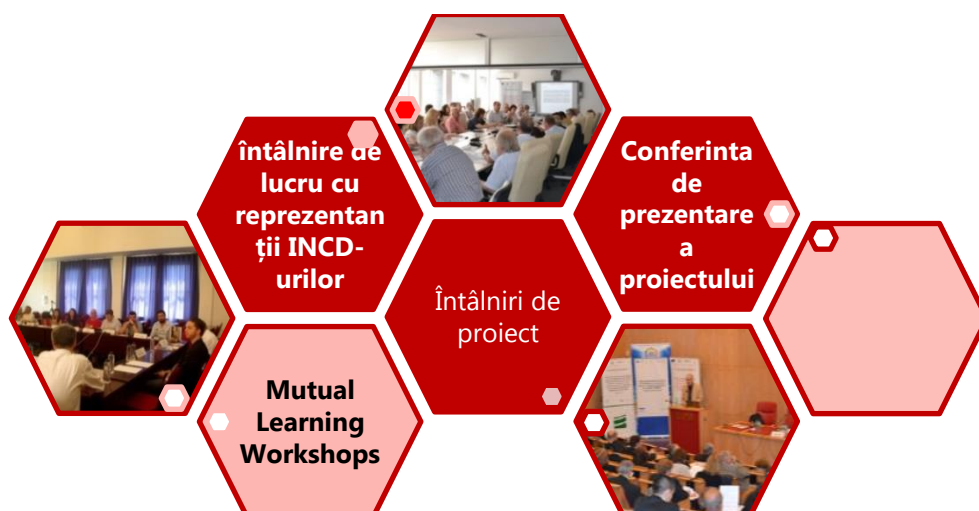 întâlnire de
lucru cu
reprezentan
ții INCD-
urilor
Conferinta
de
prezentare
a
proiectului
Întâlniri de
proiect
Mutual
Learning
Workshops